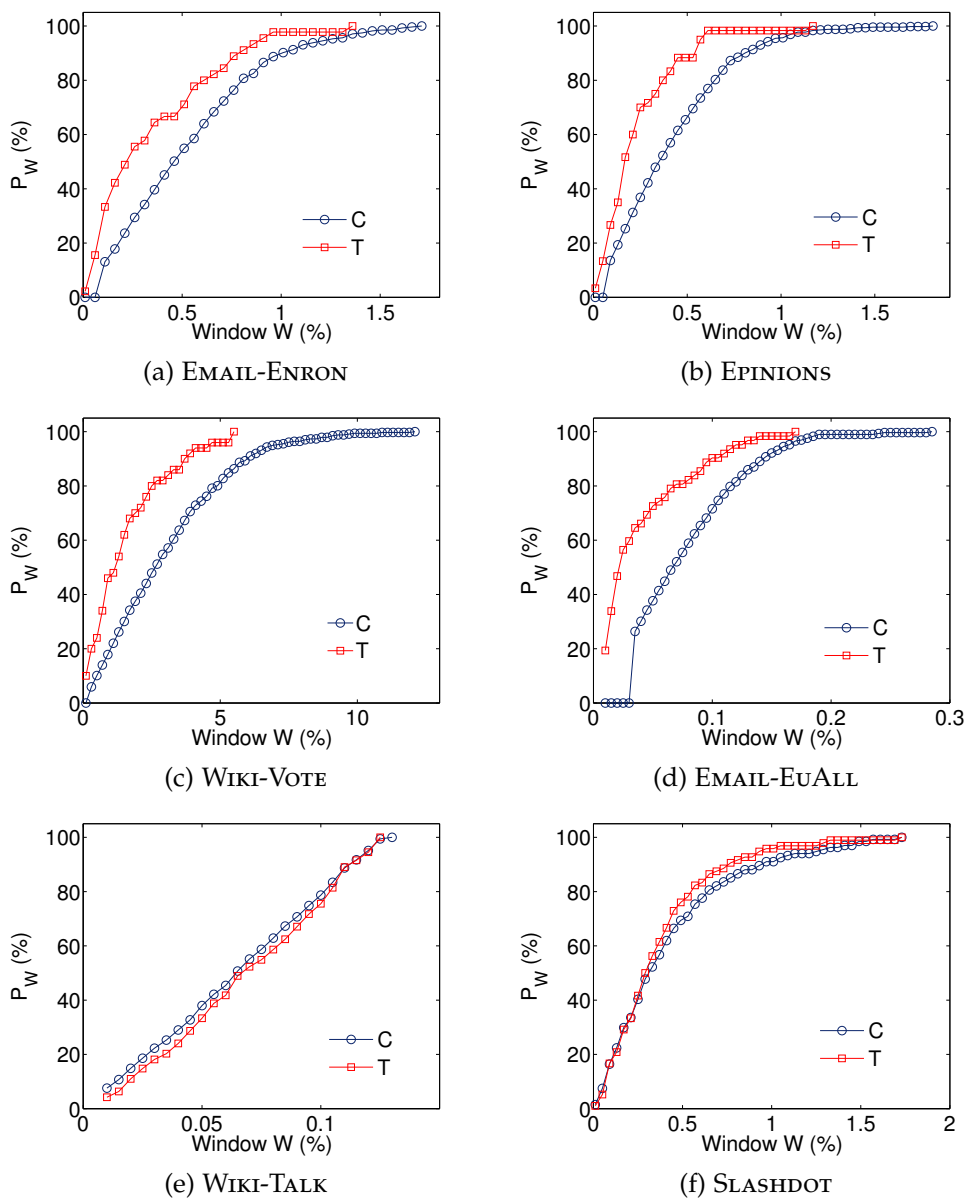 100
80
60
40
20
0
P_W (%)
C
T
0 0.5 1 1.5
Window W (%)
(a) EMAIL-ENRON
100
80
60
40
20
0
P_W (%)
C
T
0 0.5 1 1.5
Window W (%)
(b) EPINIONS
100
80
60
40
20
0
P_W (%)
C
T
0 5 10
Window W (%)
(c) WIKI-VOTE
100
80
60
40
20
0
P_W (%)
C
T
0 0.1 0.2 0.3
Window W (%)
(d) EMAIL-EUALL
100
80
60
40
20
0
P_W (%)
C
T
0 0.05 0.1
Window W (%)
(e) WIKI-TALK
100
80
60
40
20
0
P_W (%)
C
T
0 0.5 1 1.5 2
Window W (%)
(f) SLASHDOT